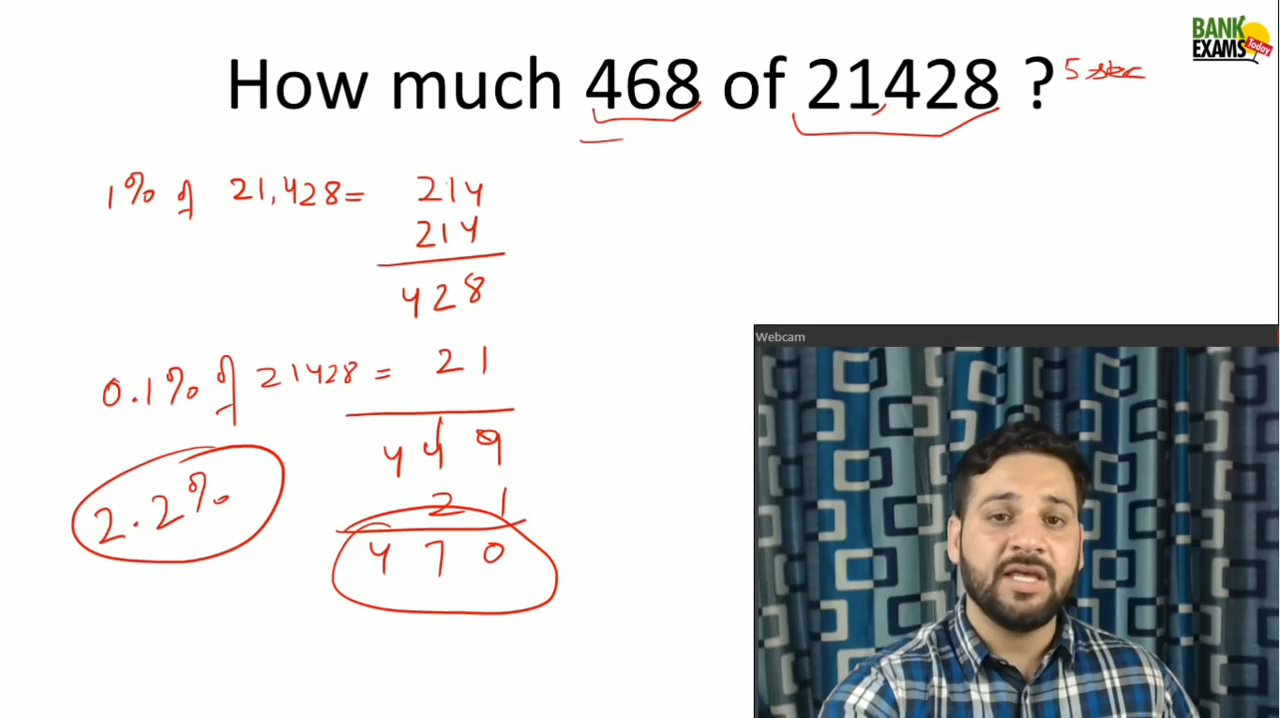 BANK
EXAMS Today
How much 468 of 21428 ? 5 sec
1% of 21,428 = 214
214
428
0.1% of 21428 = 21
449
21
2.2%
470
Webcam